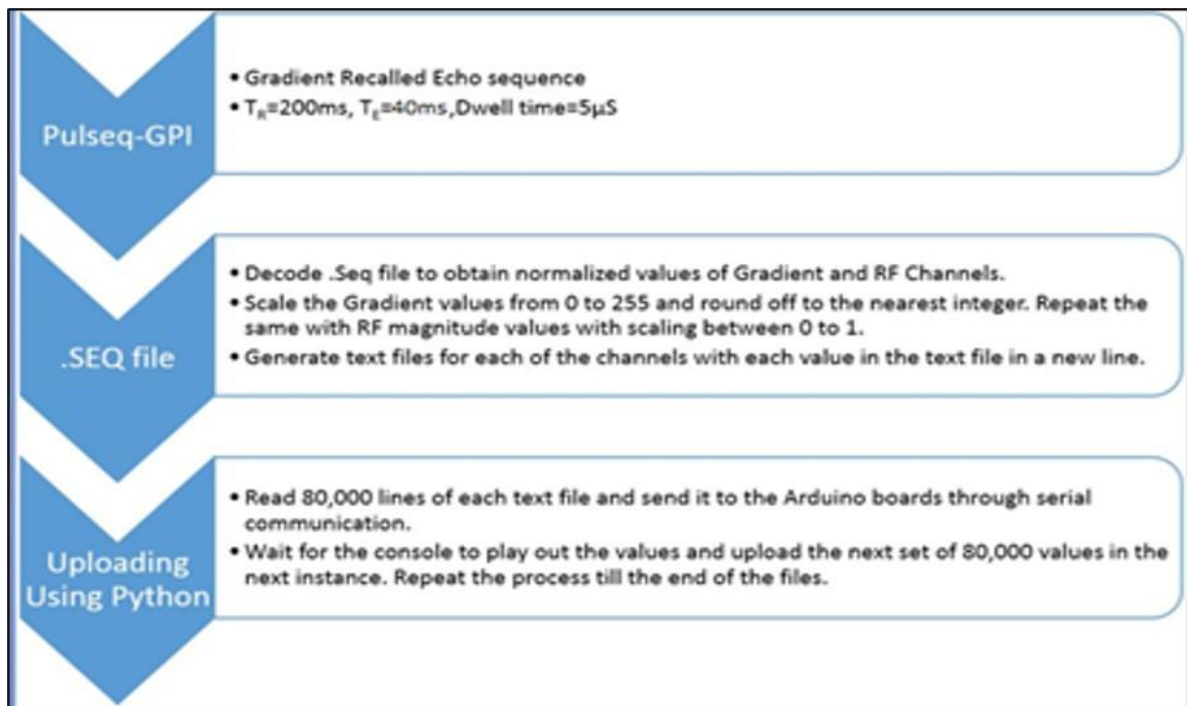 Pulseq-GPI
• Gradient Recalled Echo sequence
• TR=200ms, TE=40ms,Dwell time=5µS
.SEQ file
• Decode .Seq file to obtain normalized values of Gradient and RF Channels.
• Scale the Gradient values from 0 to 255 and round off to the nearest integer. Repeat the
same with RF magnitude values with scaling between 0 to 1.
• Generate text files for each of the channels with each value in the text file in a new line.
Uploading
Using Python
• Read 80,000 lines of each text file and send it to the Arduino boards through serial
communication.
• Wait for the console to play out the values and upload the next set of 80,000 values in the
next instance. Repeat the process till the end of the files.